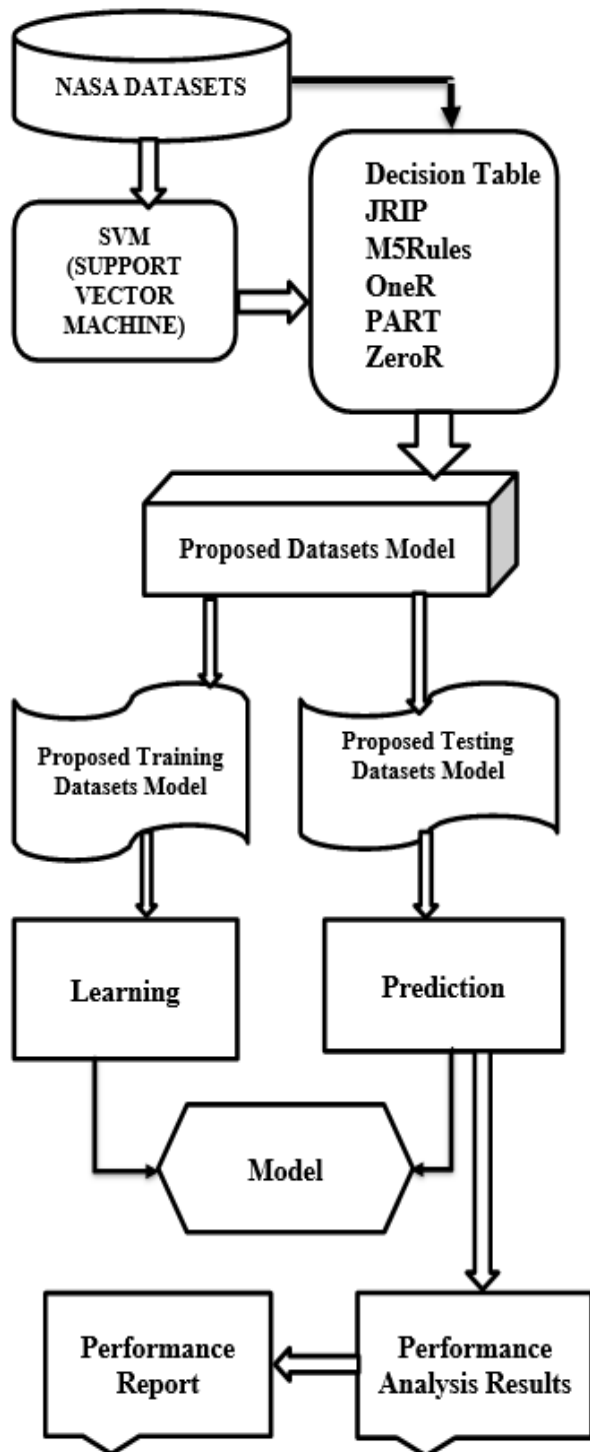 NASA DATASETS
SVM
(SUPPORT
VECTOR
MACHINE)
Decision Table
JRIP
M5Rules
OneR
PART
ZeroR
Proposed Datasets Model
Proposed Training
Datasets Model
Proposed Testing
Datasets Model
Learning
Prediction
Model
Performance
Report
Performance
Analysis Results